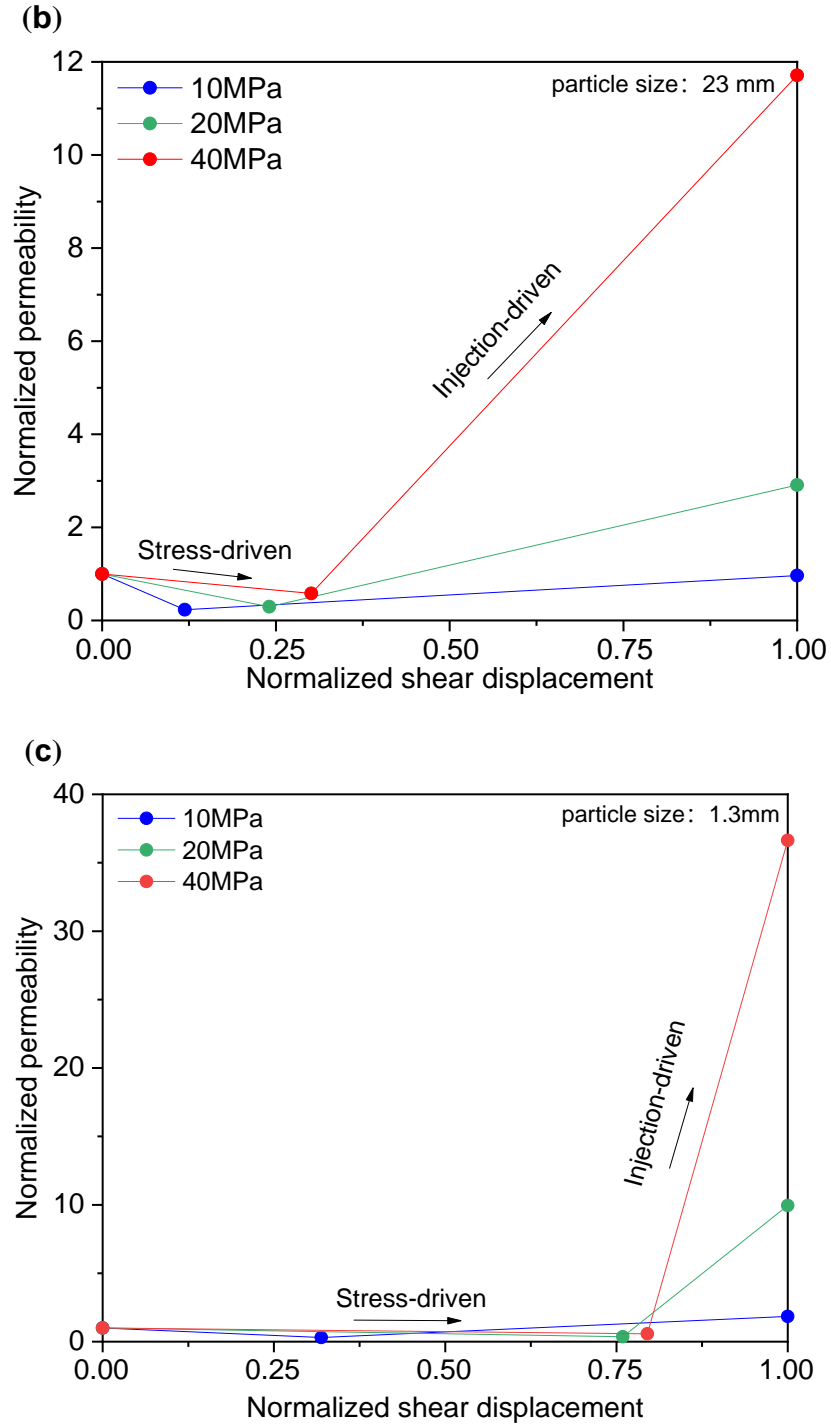 (b)
12
10
8
6
4
2
0
Normalized permeability
10MPa
20MPa
40MPa
particle size: 23 mm
Injection-driven
Stress-driven
0.00
0.25
0.50
0.75
1.00
Normalized shear displacement
(c)
40
30
20
10
0
Normalized permeability
10MPa
20MPa
40MPa
particle size: 1.3mm
Injection-driven
Stress-driven
0.00
0.25
0.50
0.75
1.00
Normalized shear displacement